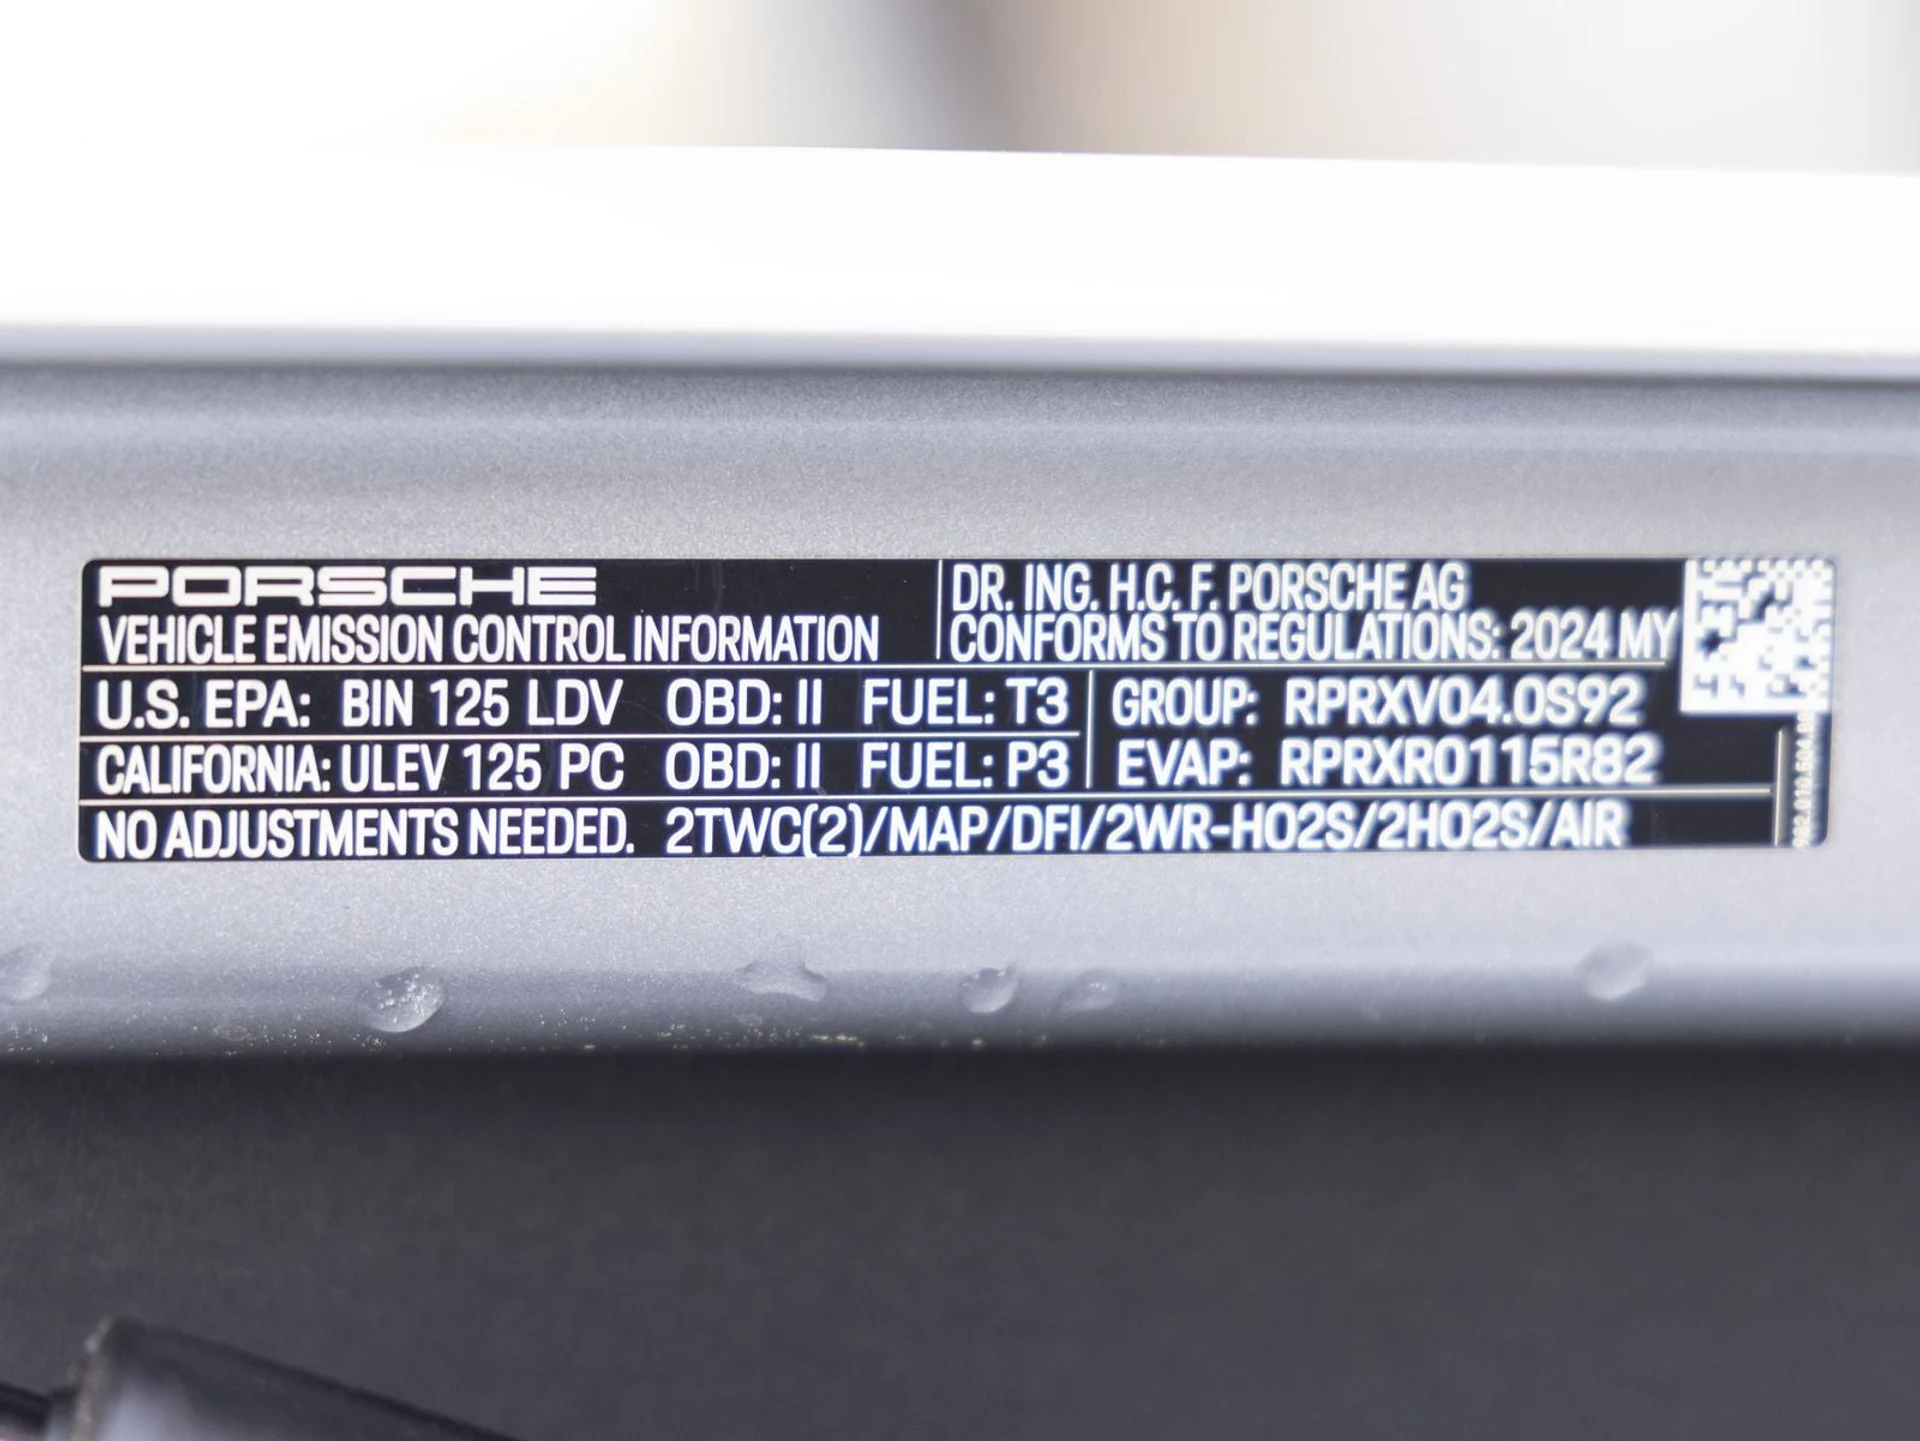 PORSCHE
VEHICLE EMISSION CONTROL INFORMATION
DR. ING. H.C. F. PORSCHE AG
CONFORMS TO REGULATIONS: 2024 MY
U.S. EPA: BIN 125 LDV OBD: II FUEL: T3
CALIFORNIA: ULEV 125 PC OBD: II FUEL: P3
GROUP: RPRXV04.0S92
EVAP: RPRXR0115R82
NO ADJUSTMENTS NEEDED. 2TWC(2)/MAP/DFI/2WR-HO2S/2HO2S/AIR